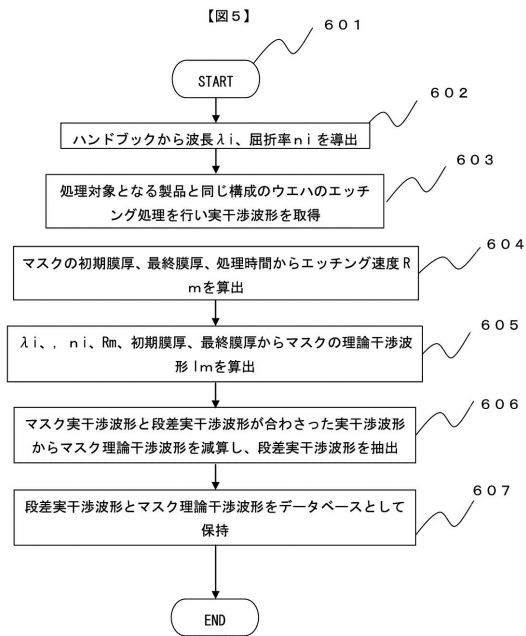 【図５】
６０１
START
６０２
ハンドブックから波長λi、屈折率ｎiを導出
６０３
処理対象となる製品と同じ構成のウエハのエッチ
ング処理を行い実干渉波形を取得
６０４
マスクの初期膜厚、最終膜厚、処理時間からエッチング速度Ｒ
ｍを算出
６０５
λi、, ｎi、Rm、初期膜厚、最終膜厚からマスクの理論干渉波
形Iｍを算出
６０６
マスク実干渉波形と段差実干渉波形が合わさった実干渉波形
からマスク理論干渉波形を減算し、段差実干渉波形を抽出
６０７
段差実干渉波形とマスク理論干渉波形をデータベースとして
保持
END